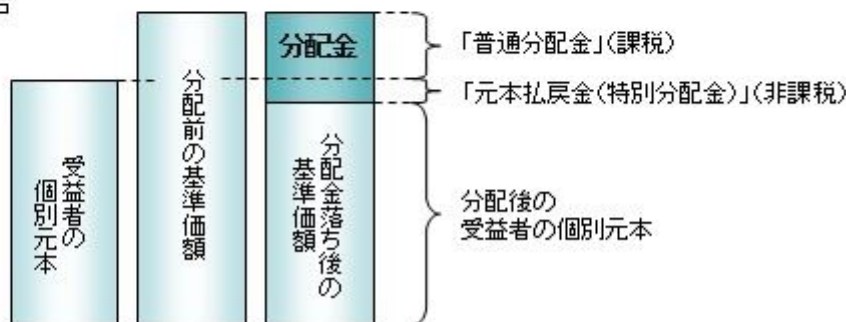 分配金
「普通分配金」(課税)
「元本払戻金(特別分配金)」(非課税)
受益者の
個別元本
分配前の基準価額
分配金落ち後の
基準価額
分配後の
受益者の個別元本